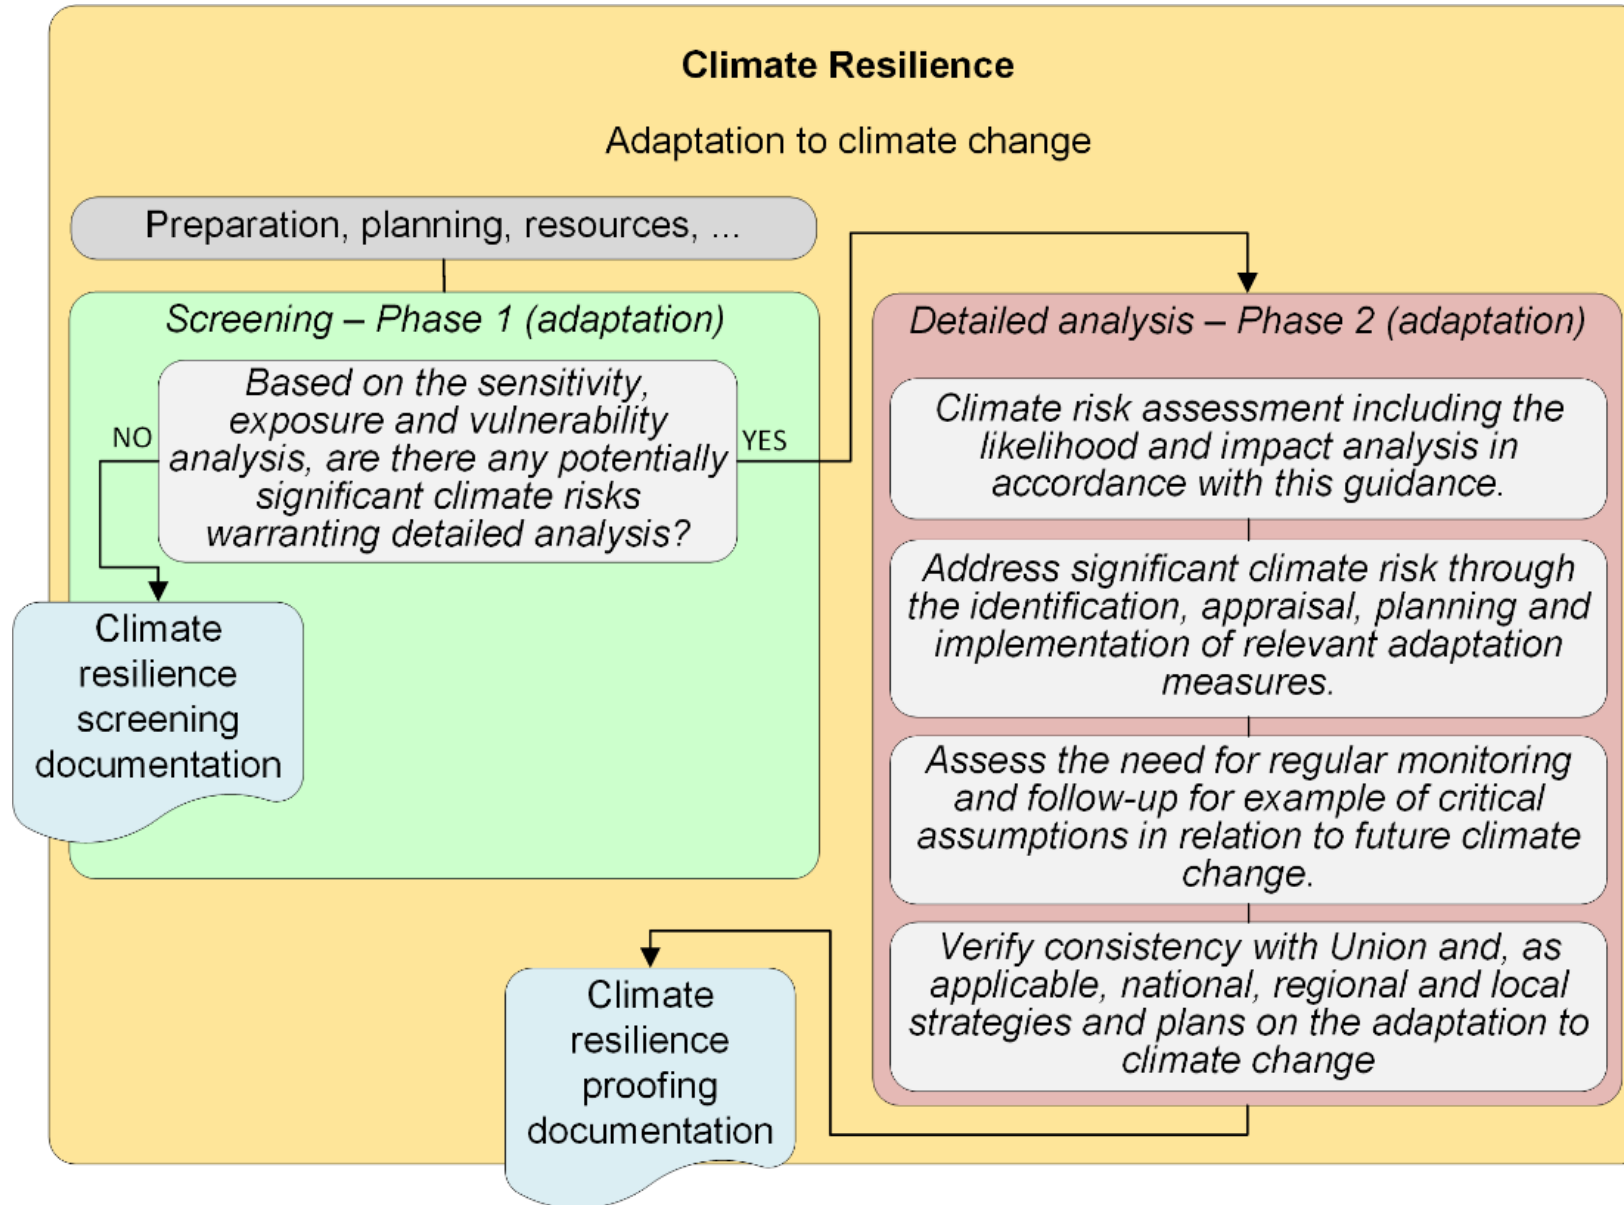 Climate Resilience
Adaptation to climate change
Preparation, planning, resources, ...
Screening – Phase 1 (adaptation)
Based on the sensitivity,
exposure and vulnerability
analysis, are there any potentially
significant climate risks
warranting detailed analysis?
NO
YES
Climate
resilience
screening
documentation
Detailed analysis – Phase 2 (adaptation)
Climate risk assessment including the
likelihood and impact analysis in
accordance with this guidance.
Address significant climate risk through
the identification, appraisal, planning and
implementation of relevant adaptation
measures.
Assess the need for regular monitoring
and follow-up for example of critical
assumptions in relation to future climate
change.
Verify consistency with Union and, as
applicable, national, regional and local
strategies and plans on the adaptation to
climate change
Climate
resilience
proofing
documentation